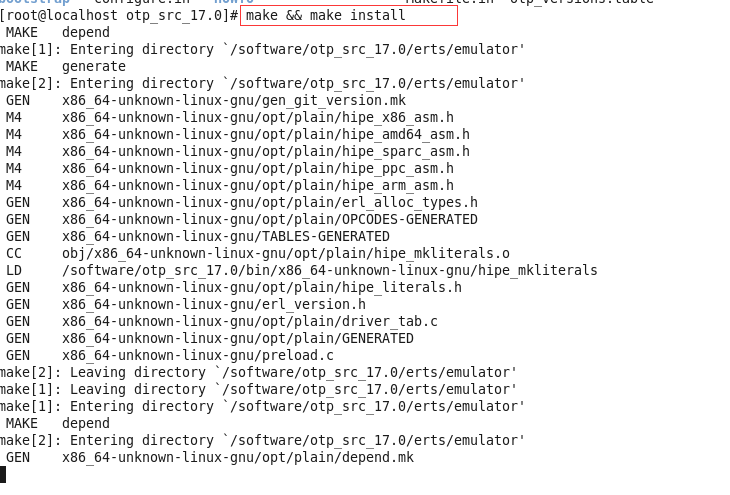 [root@localhost otp_src_17.0]# make && make install
MAKE depend
make[1]: Entering directory `/software/otp_src_17.0/erts/emulator'
MAKE generate
make[2]: Entering directory `/software/otp_src_17.0/erts/emulator'
GEN x86_64-unknown-linux-gnu/gen_git_version.mk
M4 x86_64-unknown-linux-gnu/opt/plain/hipe_x86_asm.h
M4 x86_64-unknown-linux-gnu/opt/plain/hipe_amd64_asm.h
M4 x86_64-unknown-linux-gnu/opt/plain/hipe_sparc_asm.h
M4 x86_64-unknown-linux-gnu/opt/plain/hipe_ppc_asm.h
M4 x86_64-unknown-linux-gnu/opt/plain/hipe_arm_asm.h
GEN x86_64-unknown-linux-gnu/opt/plain/erl_alloc_types.h
GEN x86_64-unknown-linux-gnu/opt/plain/OPCODES-GENERATED
GEN x86_64-unknown-linux-gnu/TABLES-GENERATED
CC obj/x86_64-unknown-linux-gnu/opt/plain/hipe_mkliterals.o
LD /software/otp_src_17.0/bin/x86_64-unknown-linux-gnu/hipe_mkliterals
GEN x86_64-unknown-linux-gnu/opt/plain/hipe_literals.h
GEN x86_64-unknown-linux-gnu/erl_version.h
GEN x86_64-unknown-linux-gnu/opt/plain/driver_tab.c
GEN x86_64-unknown-linux-gnu/opt/plain/GENERATED
GEN x86_64-unknown-linux-gnu/preload.c
make[2]: Leaving directory `/software/otp_src_17.0/erts/emulator'
make[1]: Leaving directory `/software/otp_src_17.0/erts/emulator'
make[1]: Entering directory `/software/otp_src_17.0/erts/emulator'
MAKE depend
make[2]: Entering directory `/software/otp_src_17.0/erts/emulator'
GEN x86_64-unknown-linux-gnu/opt/plain/depend.mk